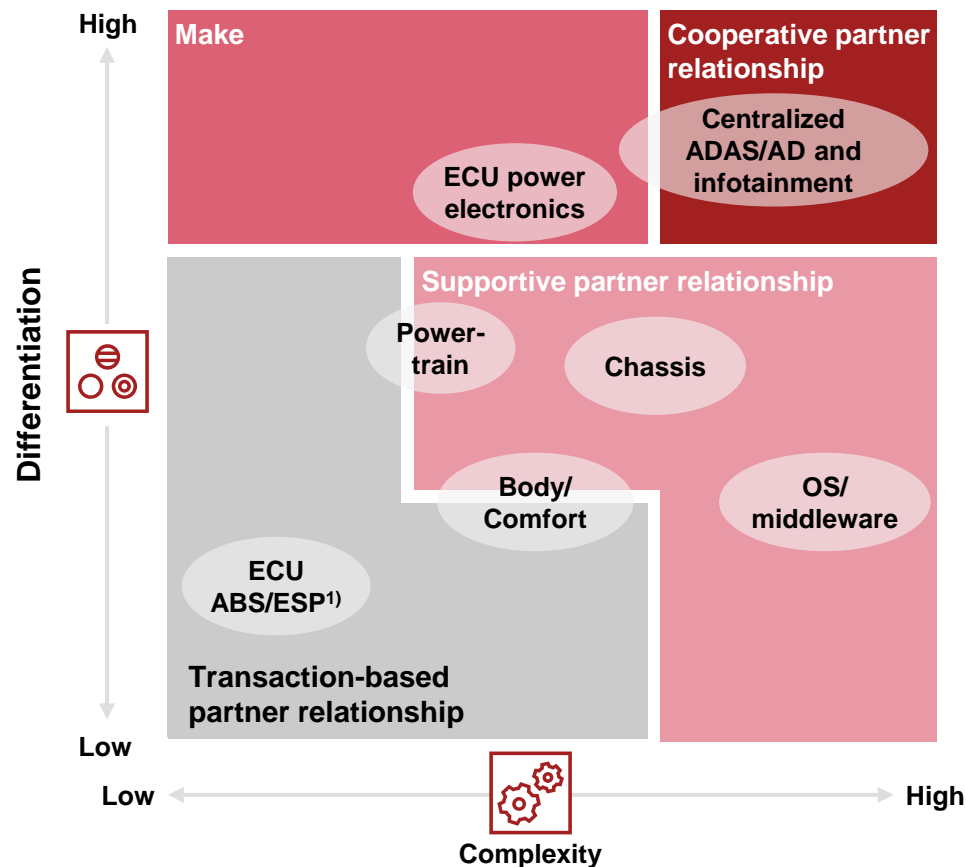 High
Make
Cooperative partner
relationship
Centralized
ADAS/AD and
infotainment
ECU power
electronics
Differentiation
Supportive partner relationship
Power-
train
Chassis
Body/
Comfort
OS/
middleware
ECU
ABS/ESP¹⁾
Transaction-based
partner relationship
Low
Low
High
Complexity